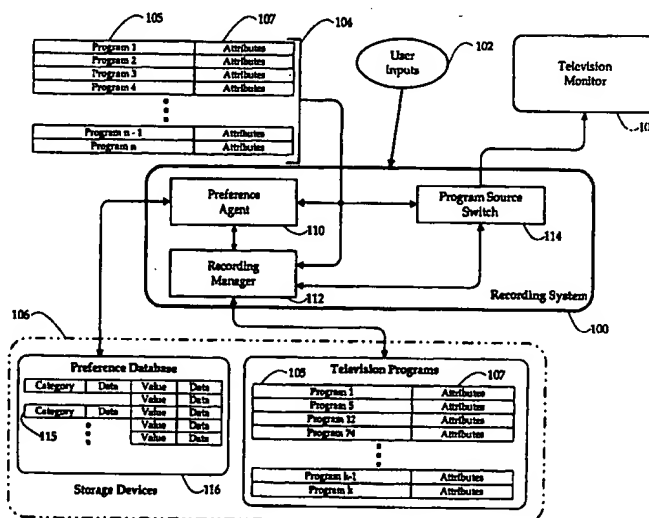 105
107
104
Program 1 Attributes
Program 2 Attributes
Program 3 Attributes
Program 4 Attributes
Program n - 1 Attributes
Program n Attributes
User
Inputs
102
Television
Monitor
Preference
Agent
110
Program Source
Switch
114
Recording
Manager
112
Recording System
100
106
Preference Database
Category Data Value Data
Value Data
Category Data Value Data
Value Data
Value Data
115
Storage Devices
116
Television Programs
105
107
Program 1 Attributes
Program 5 Attributes
Program 12 Attributes
Program 74 Attributes
Program k-1 Attributes
Program k Attributes